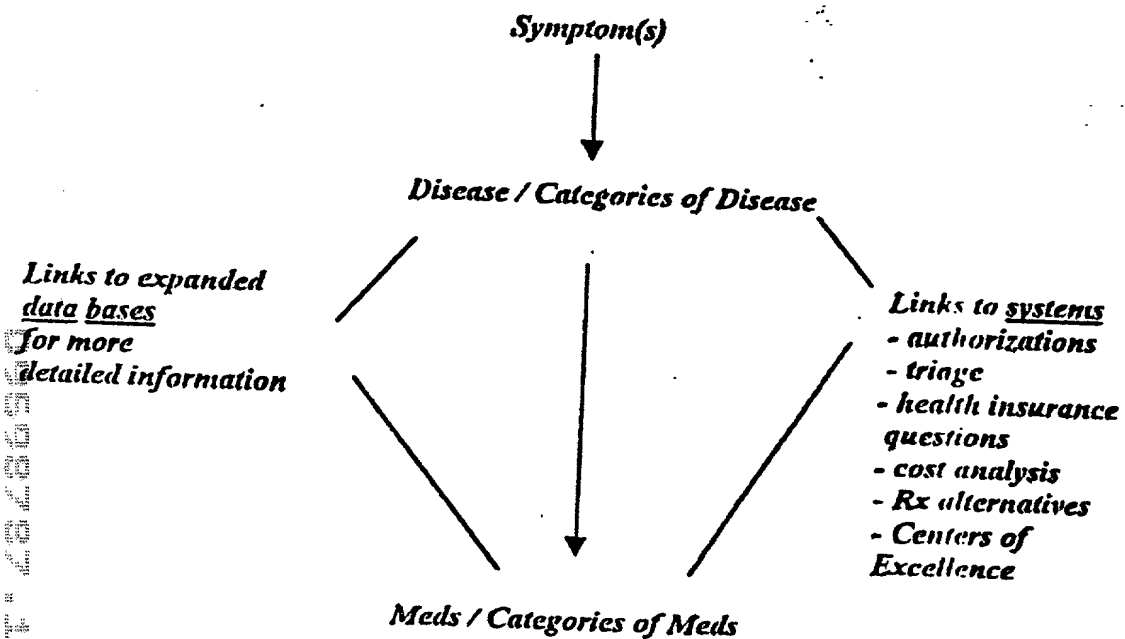 Symptom(s)
Disease / Categories of Disease
Links to expanded
data bases
for more
detailed information
Links to systems
- authorizations
- triage
- health insurance
questions
- cost analysis
- Rx alternatives
- Centers of
Excellence
Meds / Categories of Meds